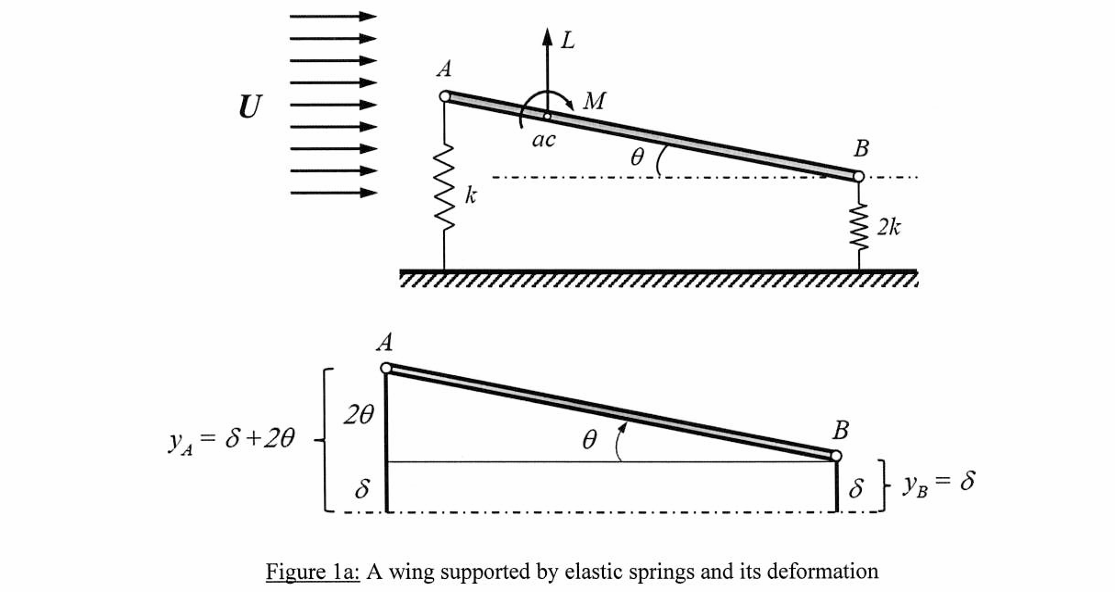 L
A
U
M
ac
θ
B
k
2k
A
2θ
B
y_A = δ+2θ
θ
δ
δ
y_B = δ
Figure 1a: A wing supported by elastic springs and its deformation